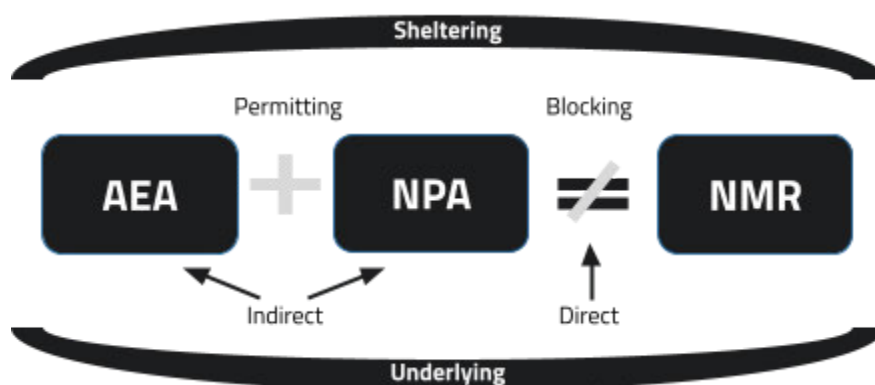 Sheltering
Permitting Blocking
AEA + NPA ≠ NMR
Indirect Direct
Underlying